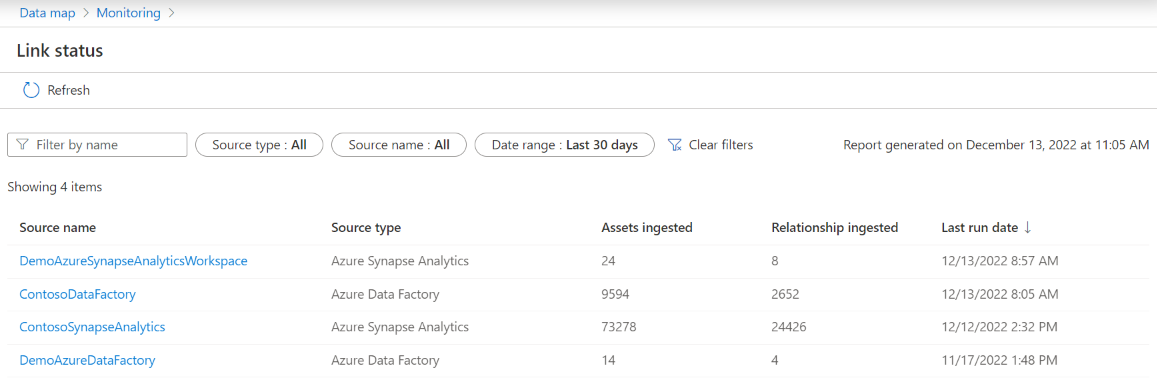 Data map > Monitoring >
Link status
Refresh
Filter by name Source type : All Source name : All Date range : Last 30 days Clear filters Report generated on December 13, 2022 at 11:05 AM
Showing 4 items
Source name Source type Assets ingested Relationship ingested Last run date ↓
DemoAzureSynapseAnalyticsWorkspace Azure Synapse Analytics 24 8 12/13/2022 8:57 AM
ContosoDataFactory Azure Data Factory 9594 2652 12/13/2022 8:05 AM
ContosoSynapseAnalytics Azure Synapse Analytics 73278 24426 12/12/2022 2:32 PM
DemoAzureDataFactory Azure Data Factory 14 4 11/17/2022 1:48 PM